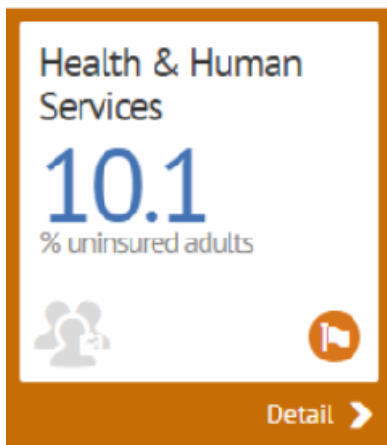 Health & Human
Services
10.1
% uninsured adults
Detail